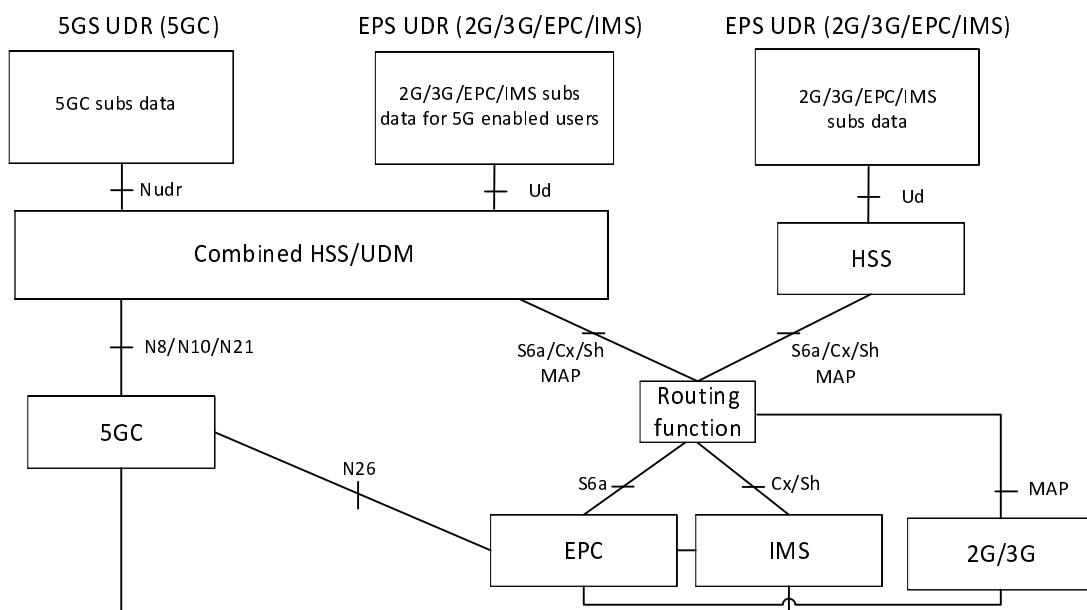 5GS UDR (5GC)
EPS UDR (2G/3G/EPC/IMS)
EPS UDR (2G/3G/EPC/IMS)
5GC subs data
2G/3G/EPC/IMS subs
data for 5G enabled users
2G/3G/EPC/IMS
subs data
Nudr
Ud
Ud
Combined HSS/UDM
HSS
N8/N10/N21
S6a/Cx/Sh
MAP
S6a/Cx/Sh
MAP
Routing
function
5GC
N26
S6a
Cx/Sh
MAP
EPC
IMS
2G/3G